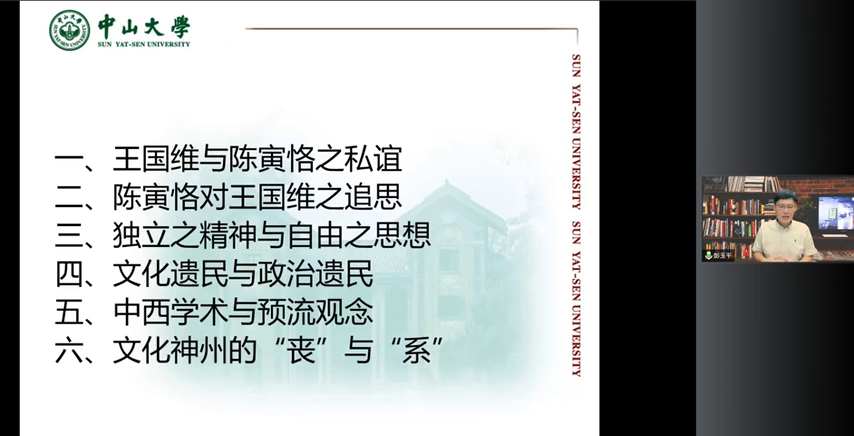 中山大學
SUN YAT-SEN UNIVERSITY
一、王国维与陈寅恪之私谊
二、陈寅恪对王国维之追思
三、独立之精神与自由之思想
四、文化遗民与政治遗民
五、中西学术与预流观念
六、文化神州的“丧”与“系”
SUN YAT-SEN UNIVERSITY SUN YAT-SEN UNIVERSITY
彭玉平